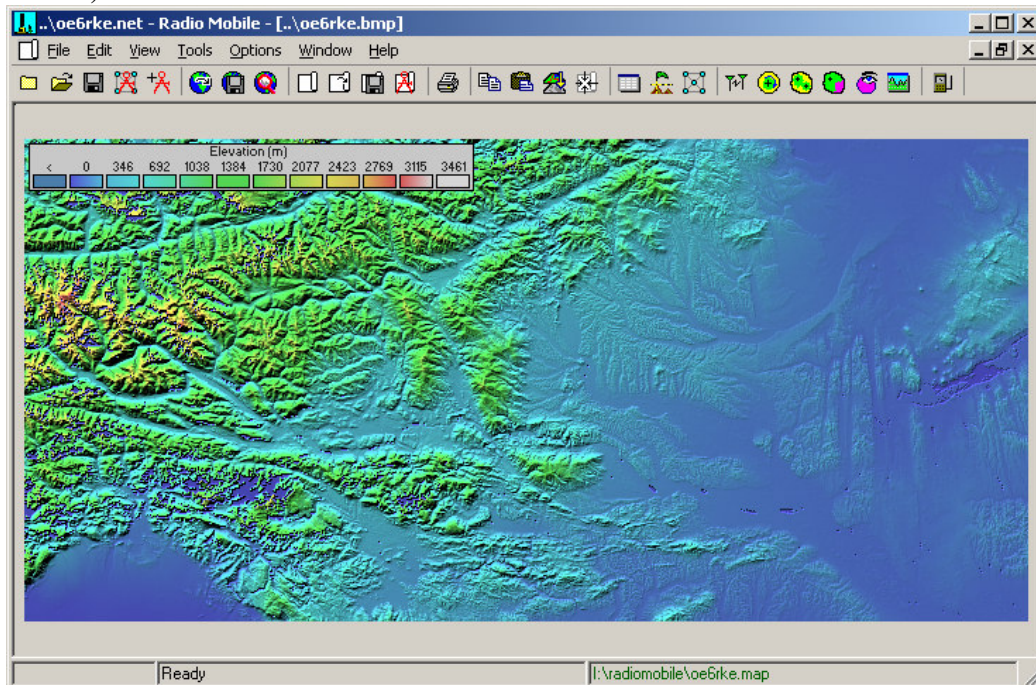 ..\oe6rke.net - Radio Mobile - [..\oe6rke.bmp]
File Edit View Tools Options Window Help
Elevation (m)
< 0 346 692 1038 1384 1730 2077 2423 2769 3115 3461
Ready I:\radiomobile\oe6rke.map